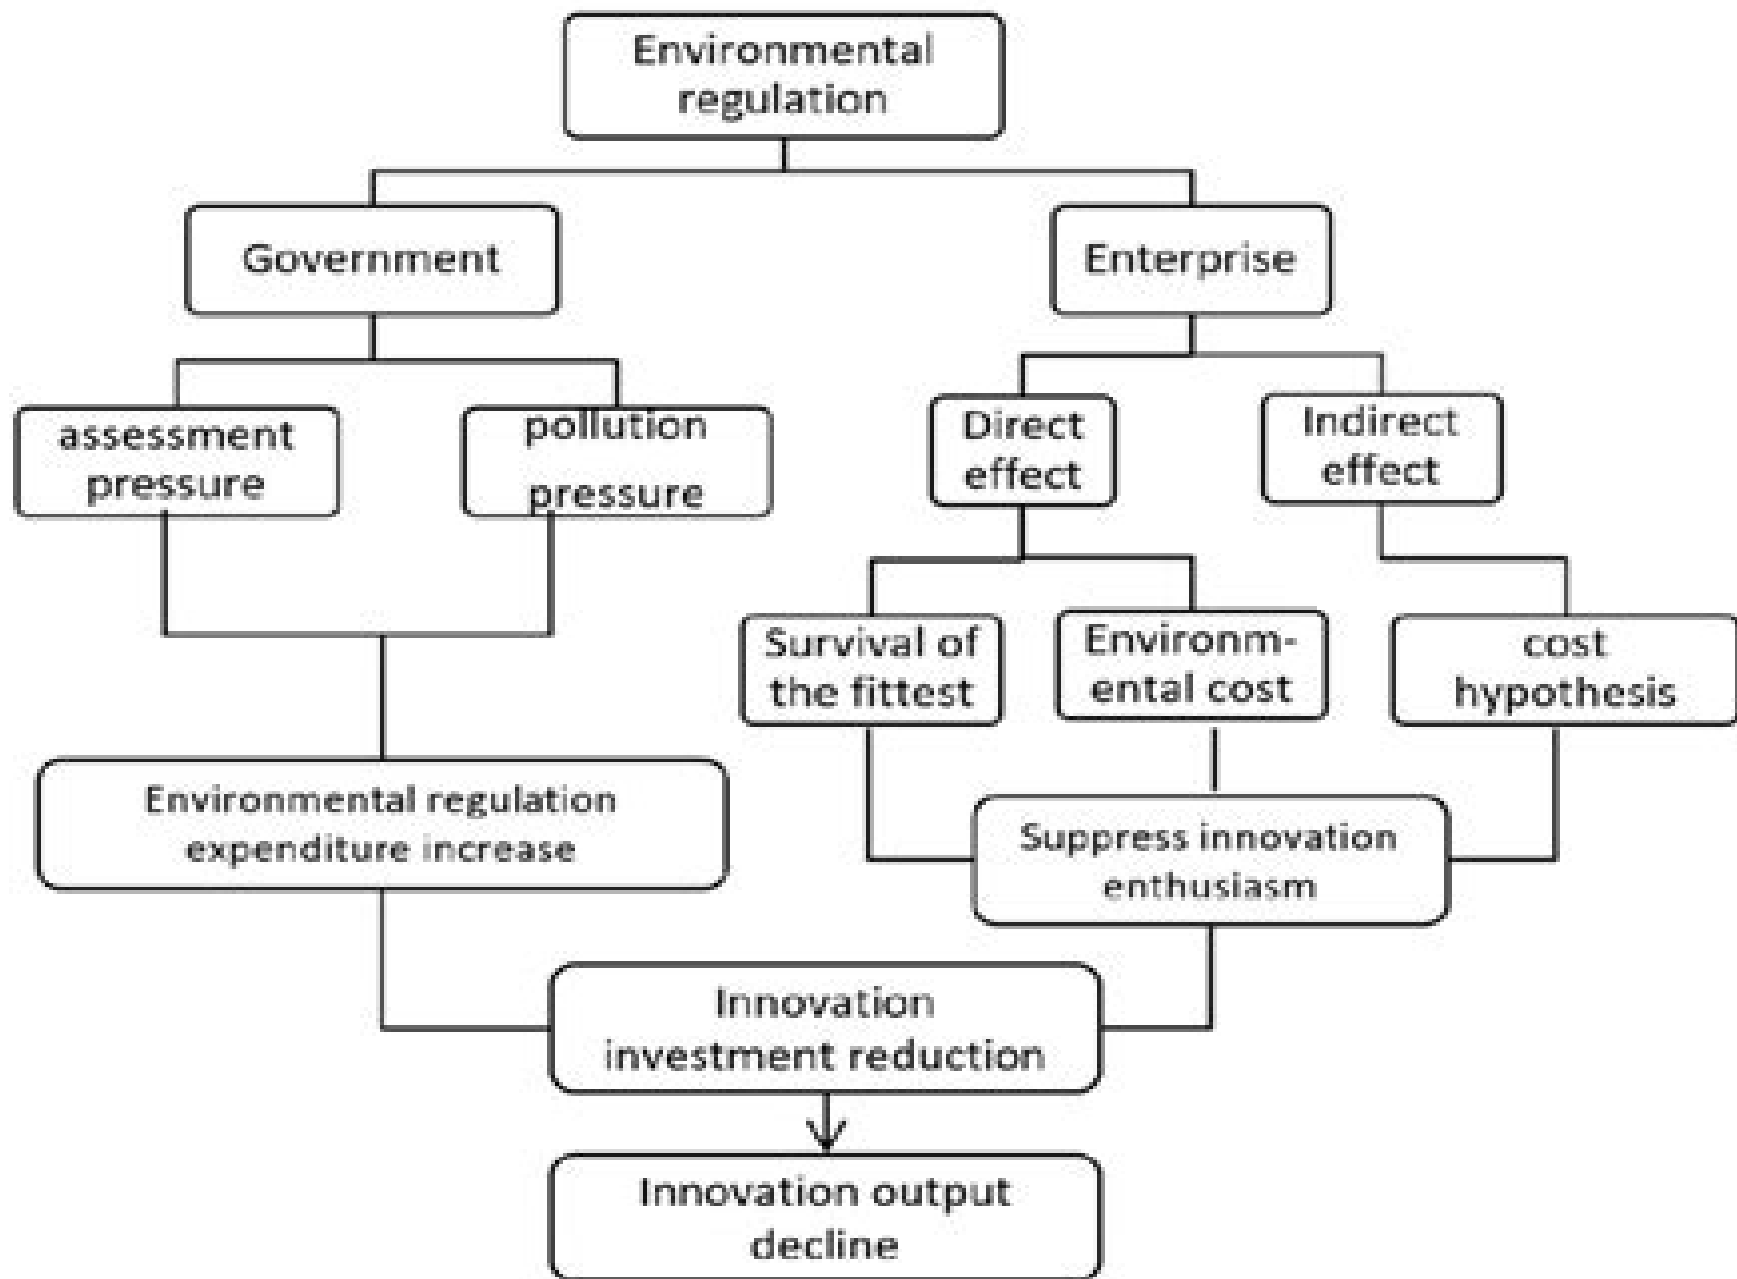 Environmental
regulation
Government
Enterprise
assessment
pressure
pollution
pressure
Direct
effect
Indirect
effect
Survival of
the fittest
Environm-
ental cost
cost
hypothesis
Environmental regulation
expenditure increase
Suppress innovation
enthusiasm
Innovation
investment reduction
Innovation output
decline